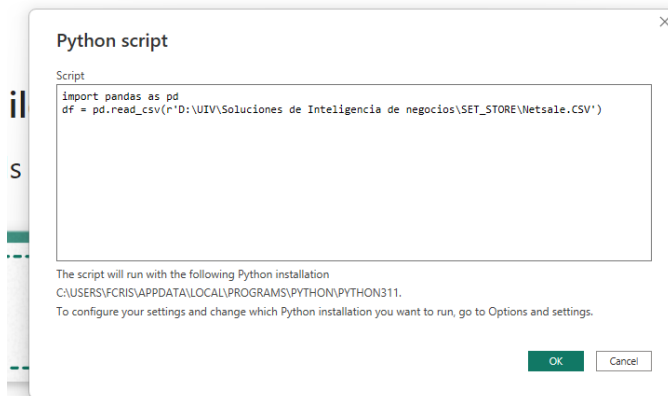 Python script
Script
import pandas as pd
df = pd.read_csv(r'D:\UIV\Soluciones de Inteligencia de negocios\SET_STORE\Netsale.CSV')
il
s
The script will run with the following Python installation
C:\USERS\FCRIS\APPDATA\LOCAL\PROGRAMS\PYTHON\PYTHON311.
To configure your settings and change which Python installation you want to run, go to Options and settings.
OK Cancel